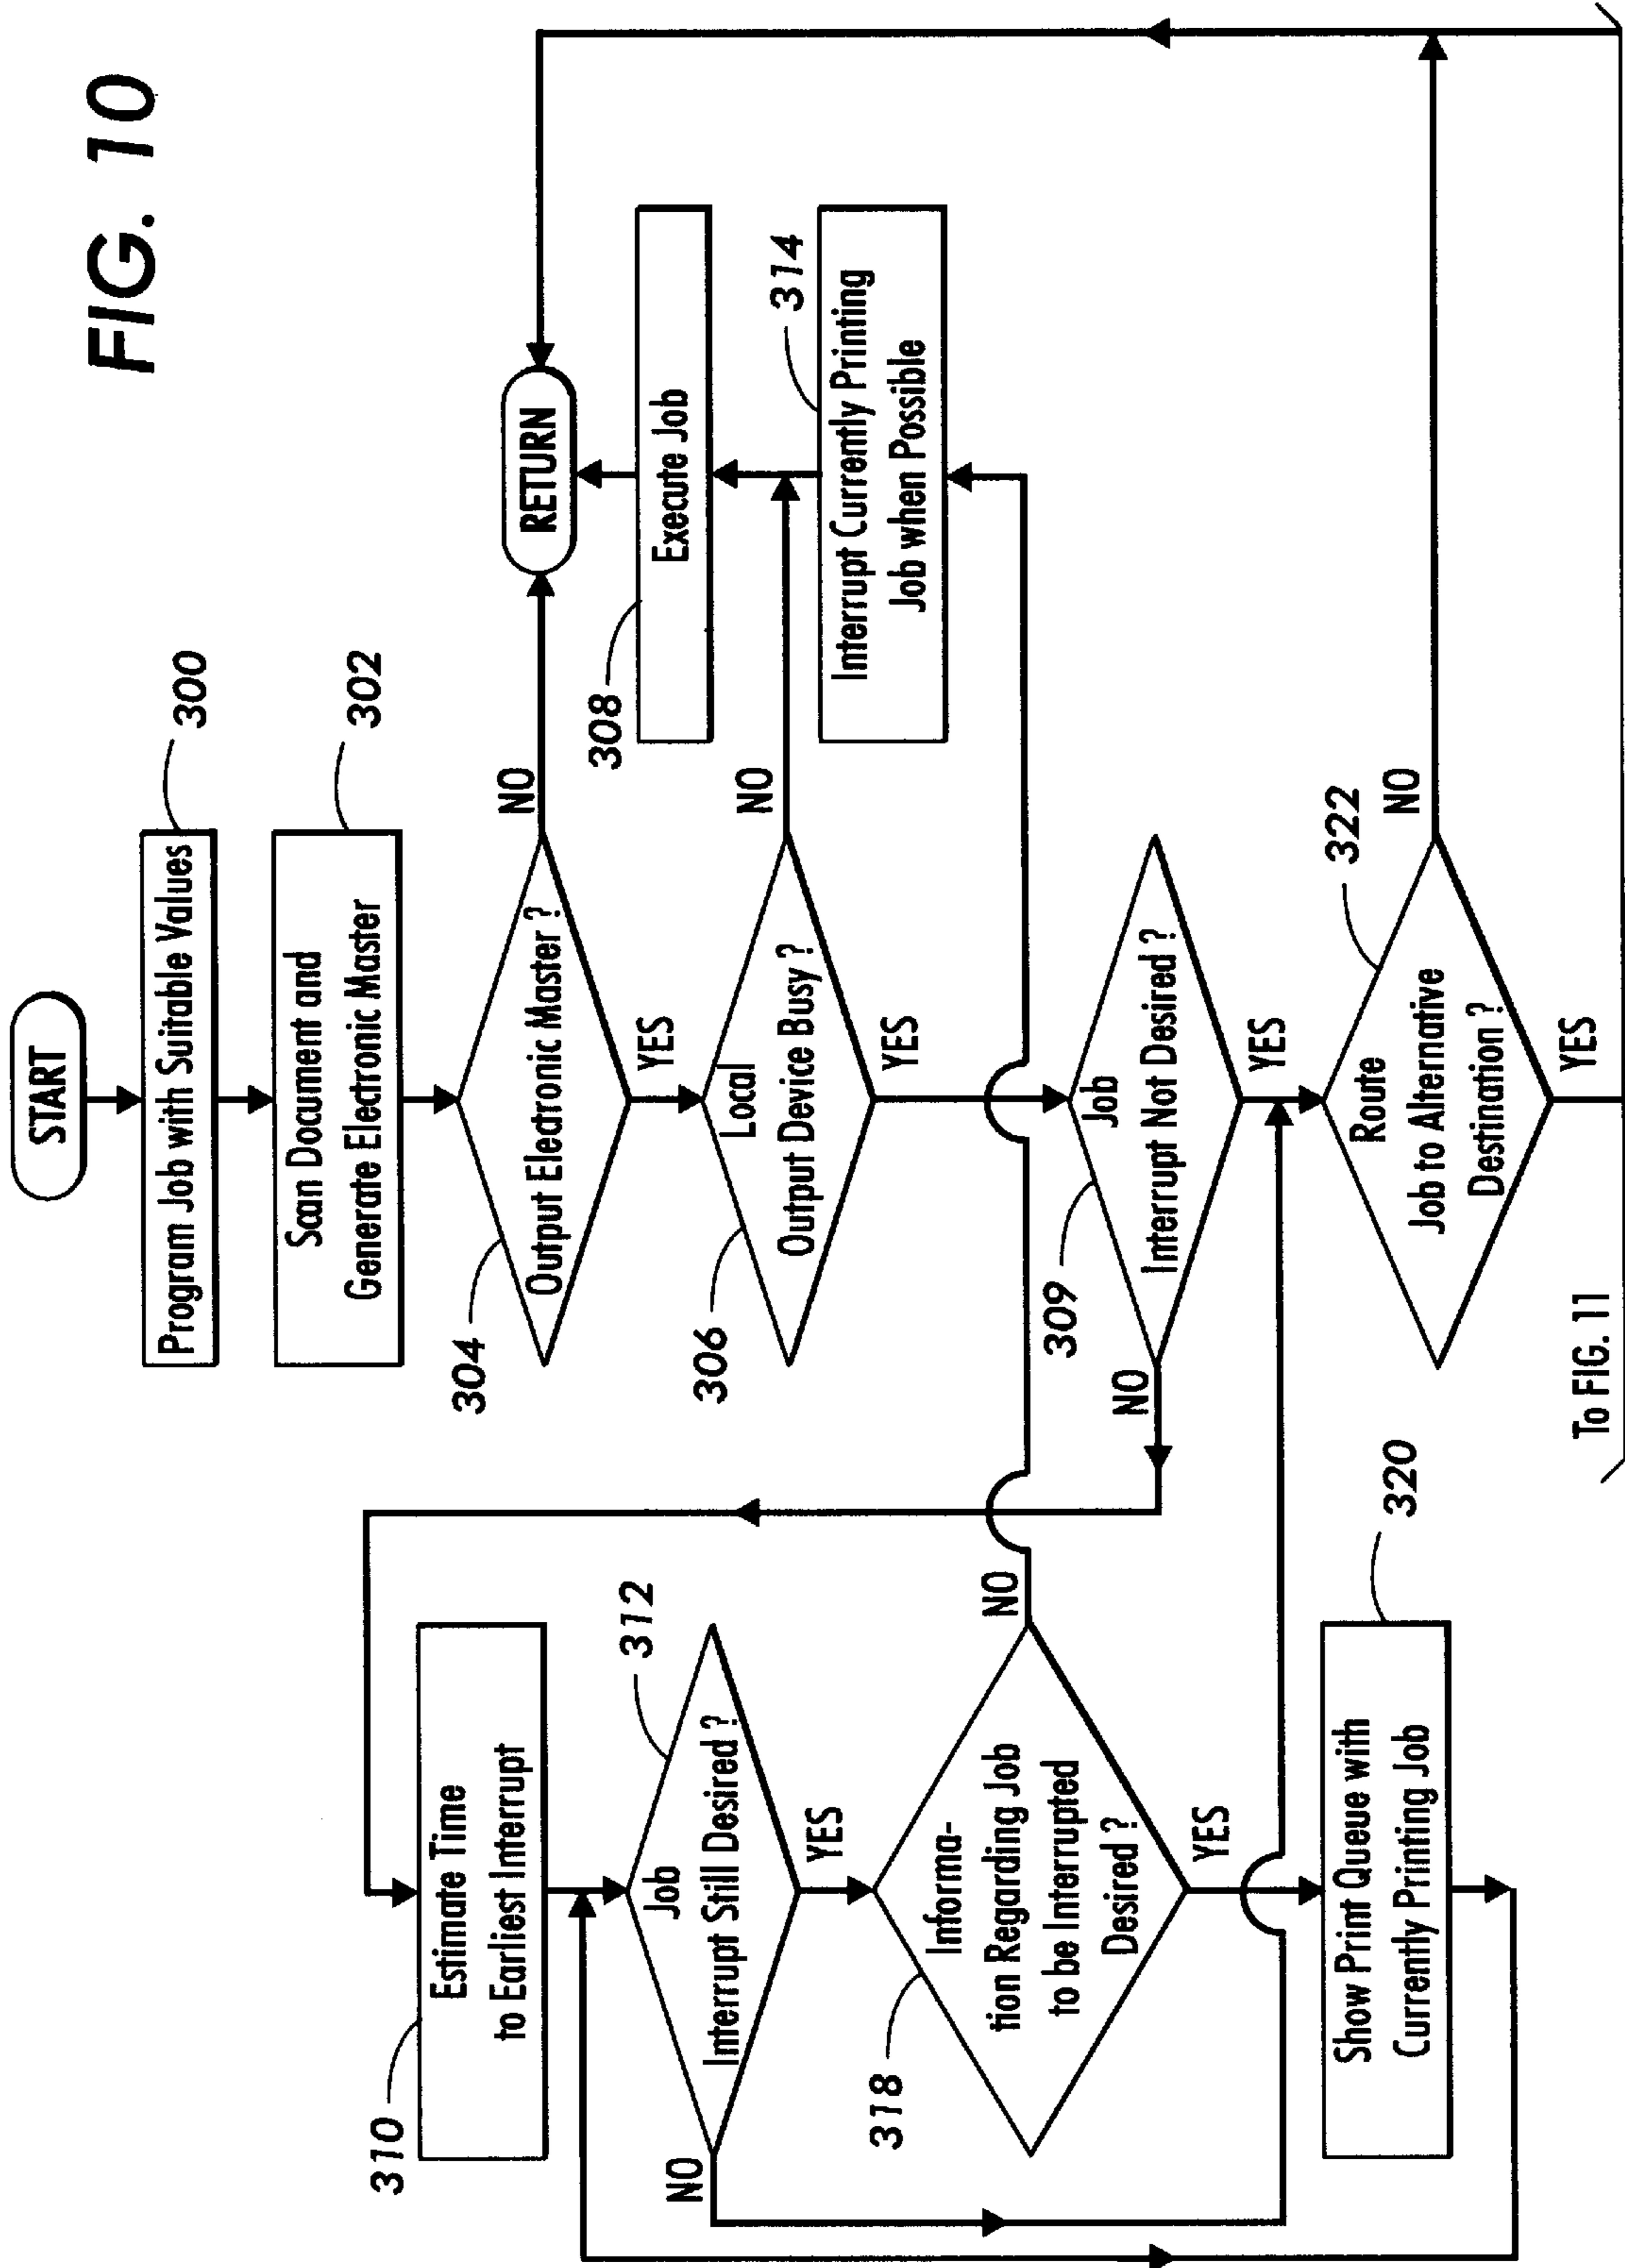 FIG. 10
START
Program Job with Suitable Values
300
Scan Document and
Generate Electronic Master
302
Output Electronic Master ?
304
NO
YES
RETURN
Local
Output Device Busy ?
306
NO
YES
Execute Job
308
Interrupt Currently Printing
Job when Possible
314
Job
Interrupt Not Desired ?
309
NO
YES
Estimate Time
to Earliest Interrupt
310
Job
Interrupt Still Desired ?
312
NO
YES
Informa-
tion Regarding Job
to be Interrupted
Desired ?
318
NO
YES
Show Print Queue with
Currently Printing Job
320
Route
Job to Alternative
Destination ?
322
NO
YES
To FIG. 11